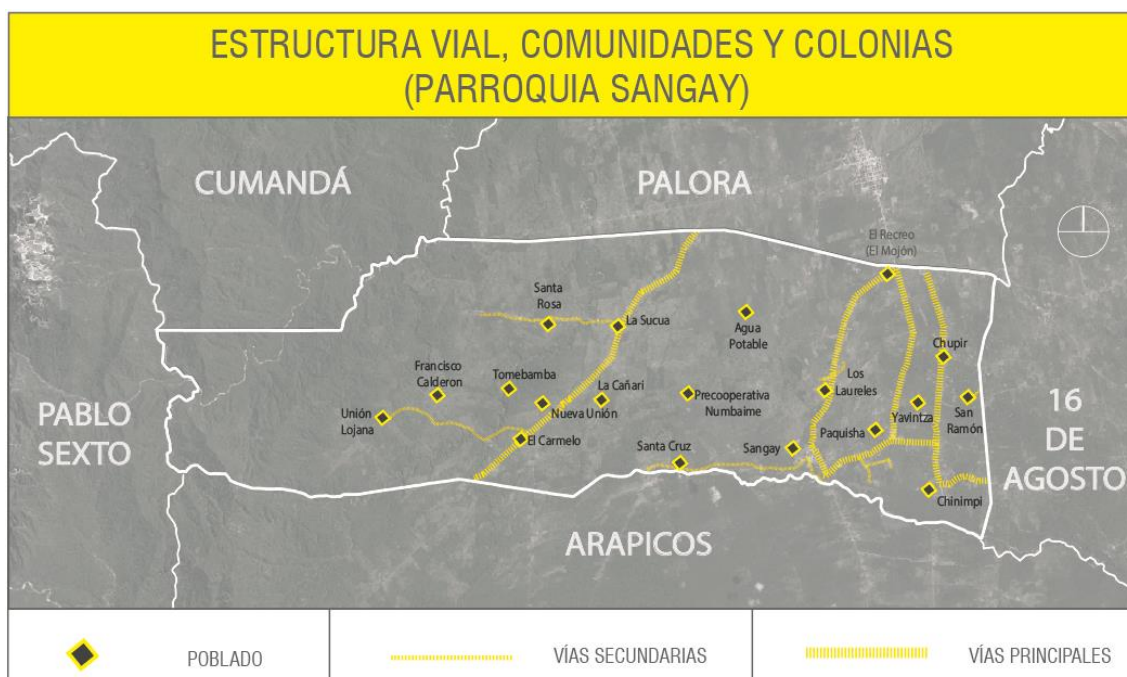 ESTRUCTURA VIAL, COMUNIDADES Y COLONIAS
(PARROQUIA SANGAY)
CUMANDÁ
PALORA
El Recreo
(El Mojón)
Santa
Rosa
La Sucua
Agua
Potable
Chupir
Francisco
Calderon
Tomebamba
La Cañari
Los
Laureles
Precooperativa
Numbaime
Nueva Unión
Yavintza
San
Ramón
PABLO
SEXTO
Unión
Lojana
El Carmelo
Santa Cruz
Sangay
Paquisha
16
DE
AGOSTO
Chinimpi
ARAPICOS
POBLADO
VÍAS SECUNDARIAS
VÍAS PRINCIPALES